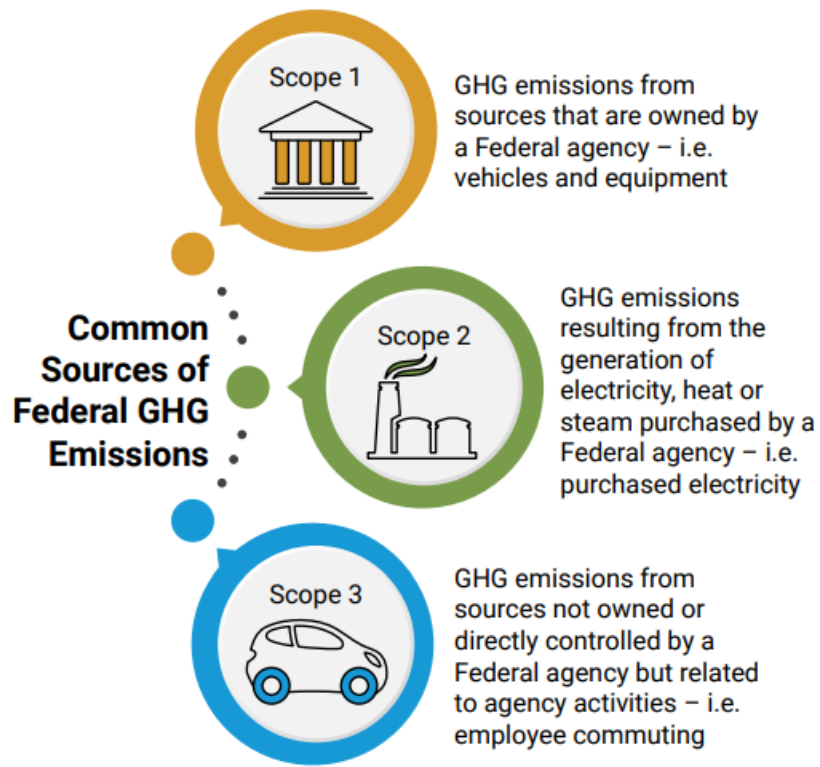 Common
Sources of
Federal GHG
Emissions
Scope 1
GHG emissions from
sources that are owned by
a Federal agency – i.e.
vehicles and equipment
Scope 2
GHG emissions
resulting from the
generation of
electricity, heat or
steam purchased by a
Federal agency – i.e.
purchased electricity
Scope 3
GHG emissions from
sources not owned or
directly controlled by a
Federal agency but related
to agency activities – i.e.
employee commuting